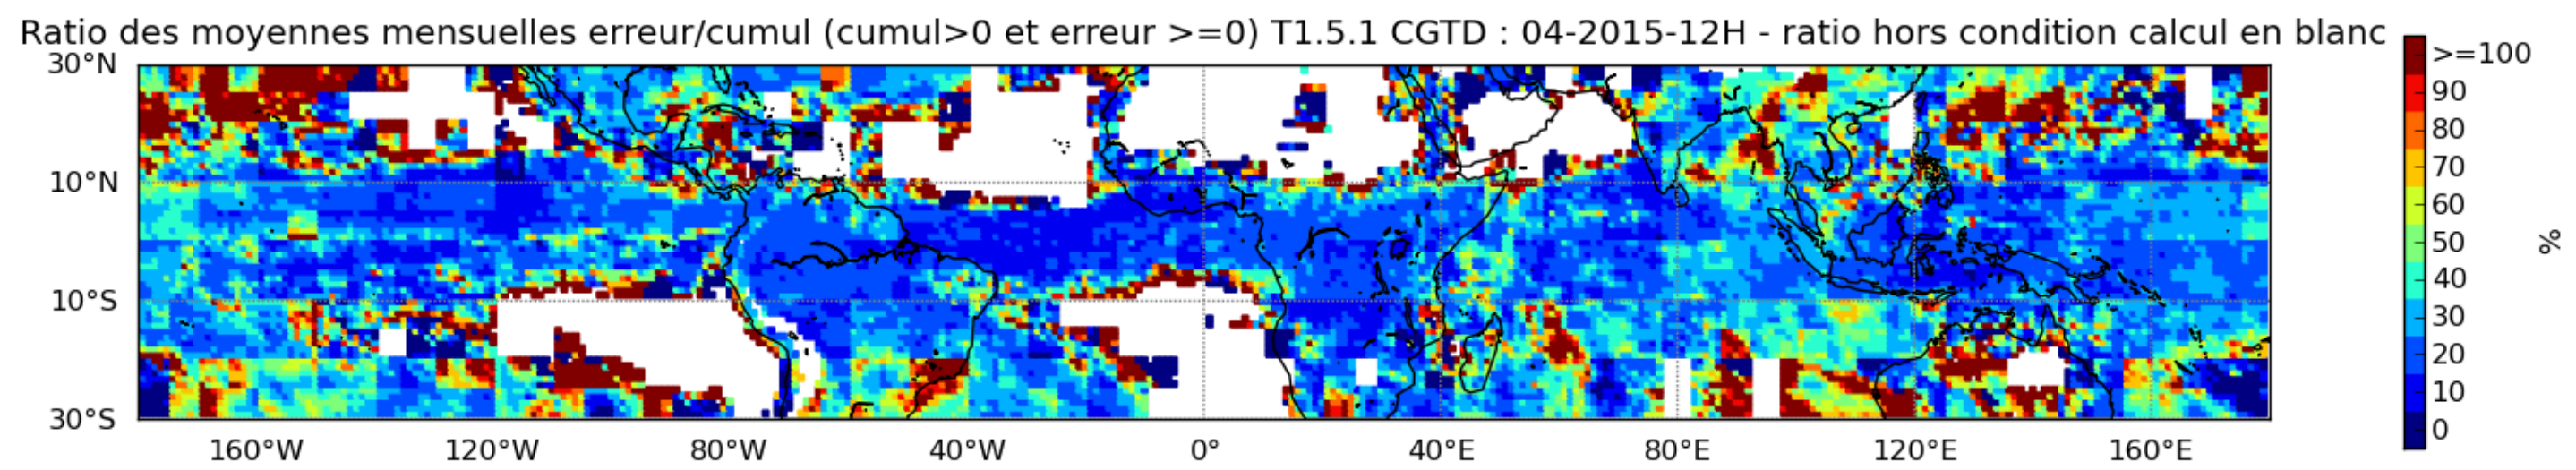 Ratio des moyennes mensuelles erreur/cumul (cumul>0 et erreur >=0) T1.5.1 CGTD : 04-2015-12H - ratio hors condition calcul en blanc
30°N
10°N
10°S
30°S
160°W 120°W 80°W 40°W 0° 40°E 80°E 120°E 160°E
>=100
90
80
70
60
50
40
30
20
10
0
%